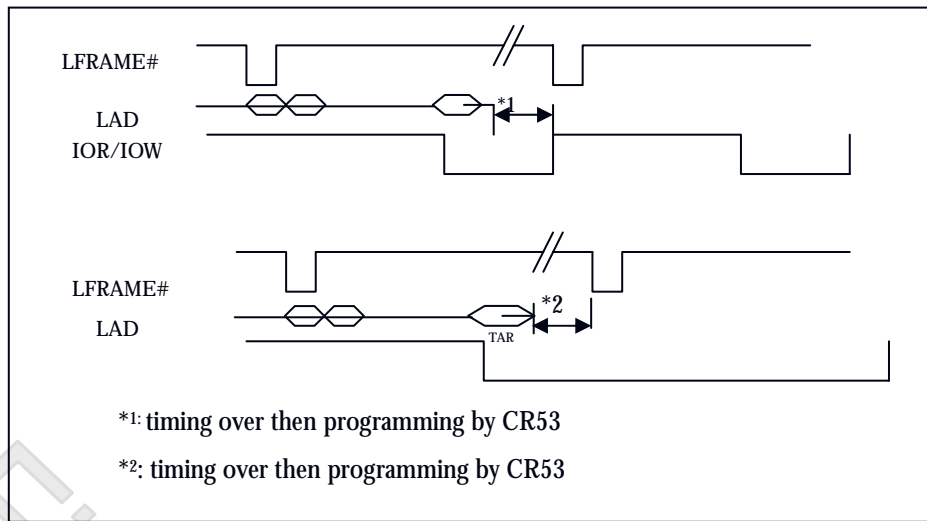 LFRAME#
*1
LAD
IOR/IOW
LFRAME#
*2
LAD
TAR
*1: timing over then programming by CR53
*2: timing over then programming by CR53